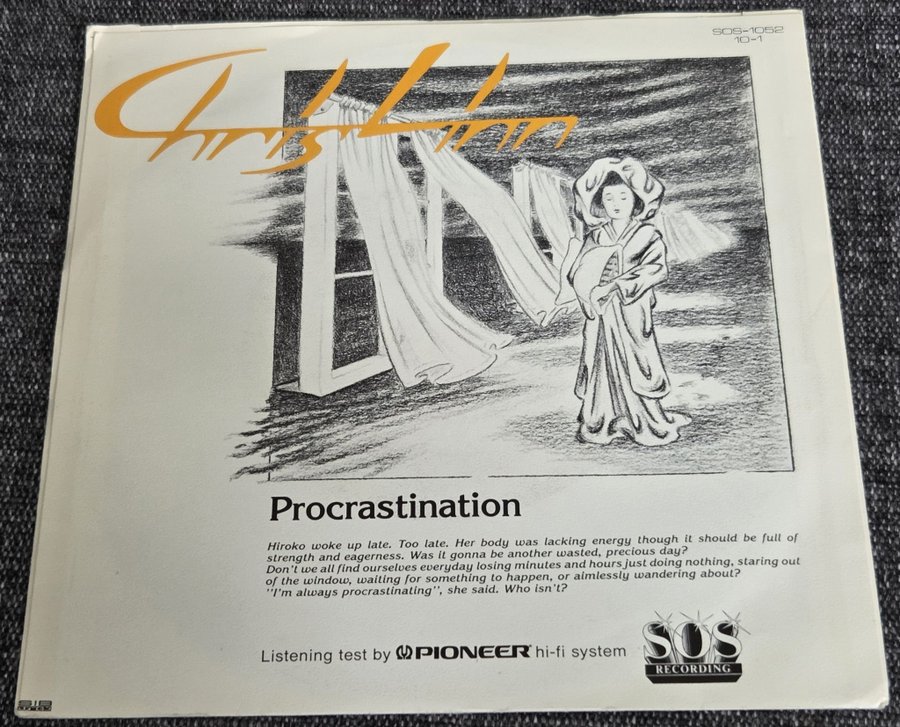 SOS-1052
10-1
Chris
Procrastination
Hiroko woke up late. Too late. Her body was lacking energy though it should be full of
strength and eagerness. Was it gonna be another wasted, precious day?
Don't we all find ourselves everyday losing minutes and hours just doing nothing, staring out
of the window, waiting for something to happen, or aimlessly wandering about?
''I'm always procrastinating'', she said. Who isn't?
Listening test by PIONEER hi-fi system
SOS
RECORDING